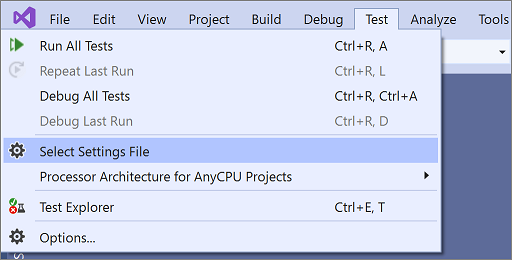 File Edit View Project Build Debug Test Analyze Tools
Run All Tests Ctrl+R, A
Repeat Last Run Ctrl+R, L
Debug All Tests Ctrl+R, Ctrl+A
Debug Last Run Ctrl+R, D
Select Settings File
Processor Architecture for AnyCPU Projects
Test Explorer Ctrl+E, T
Options...